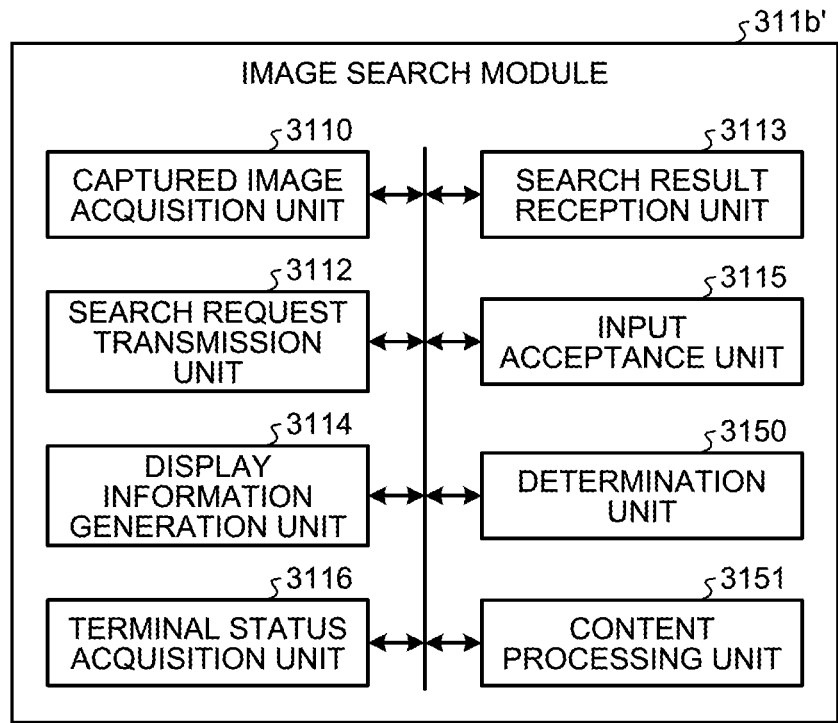 311b'
IMAGE SEARCH MODULE
3110
CAPTURED IMAGE
ACQUISITION UNIT
3113
SEARCH RESULT
RECEPTION UNIT
3112
SEARCH REQUEST
TRANSMISSION
UNIT
3115
INPUT
ACCEPTANCE UNIT
3114
DISPLAY
INFORMATION
GENERATION UNIT
3150
DETERMINATION
UNIT
3116
TERMINAL STATUS
ACQUISITION UNIT
3151
CONTENT
PROCESSING UNIT